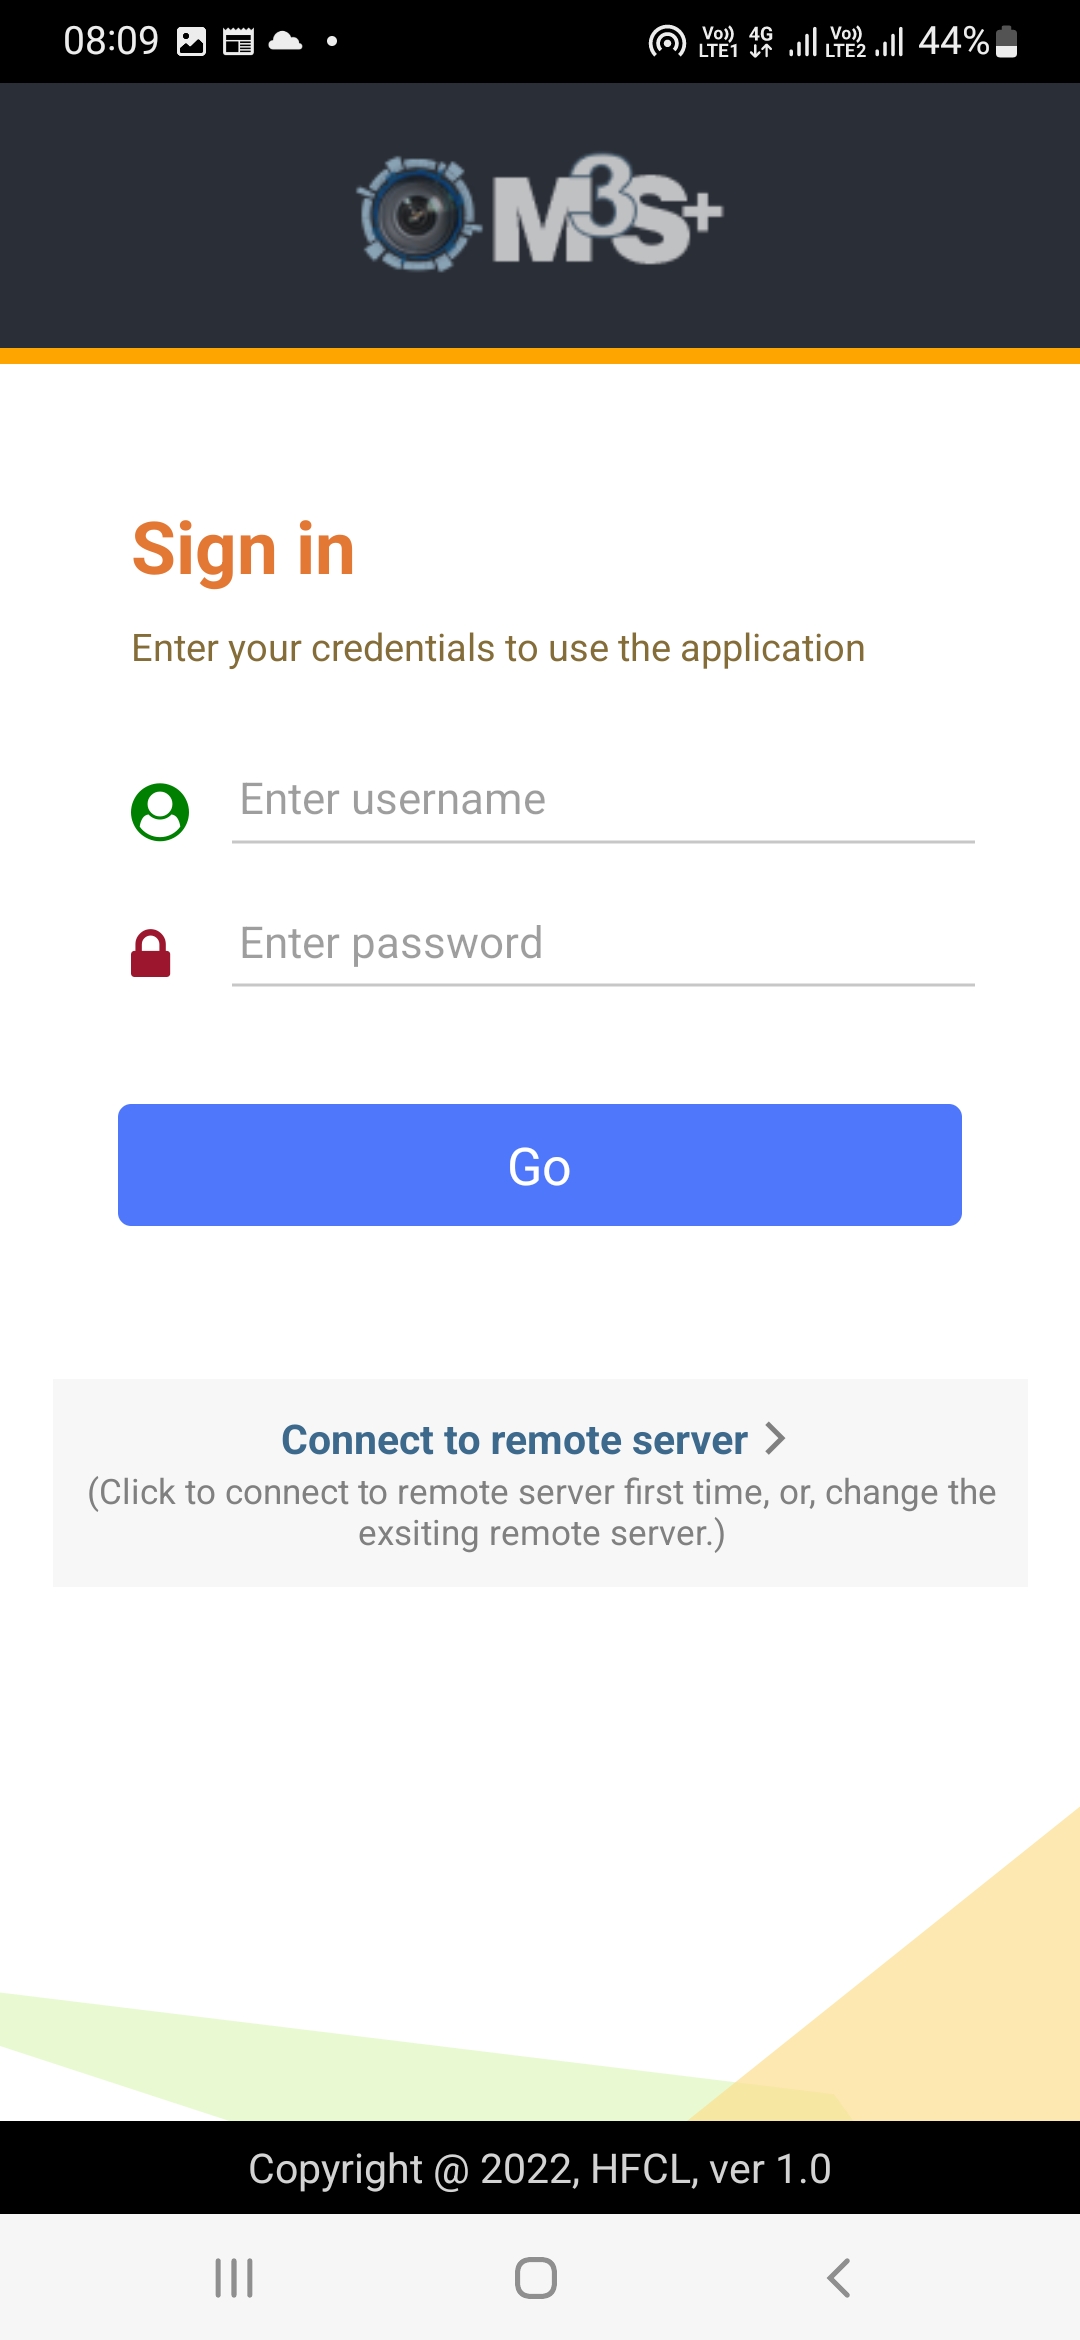 08:09
Vo)) LTE1 4G Vo)) LTE2 44%
M3S+
Sign in
Enter your credentials to use the application
Enter username
Enter password
Go
Connect to remote server
(Click to connect to remote server first time, or, change the
exsiting remote server.)
Copyright @ 2022, HFCL, ver 1.0